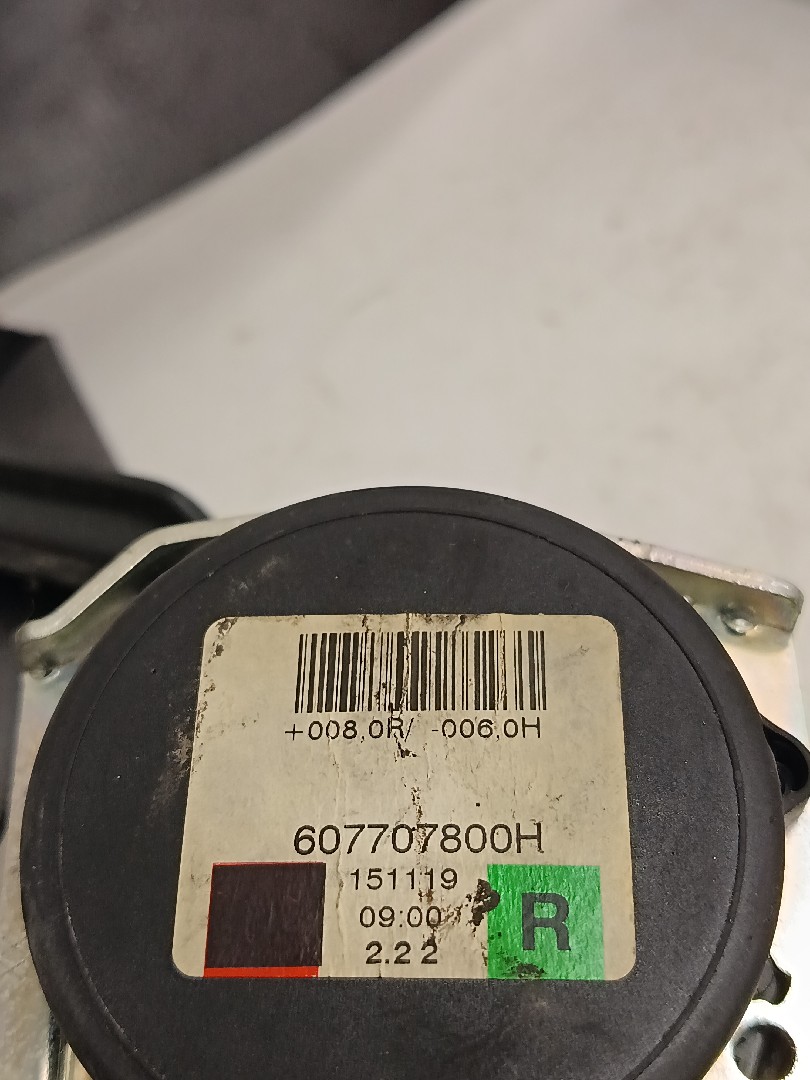 +008,0R/ -006,0H
607707800H
151119
09:00
2.2 2
R